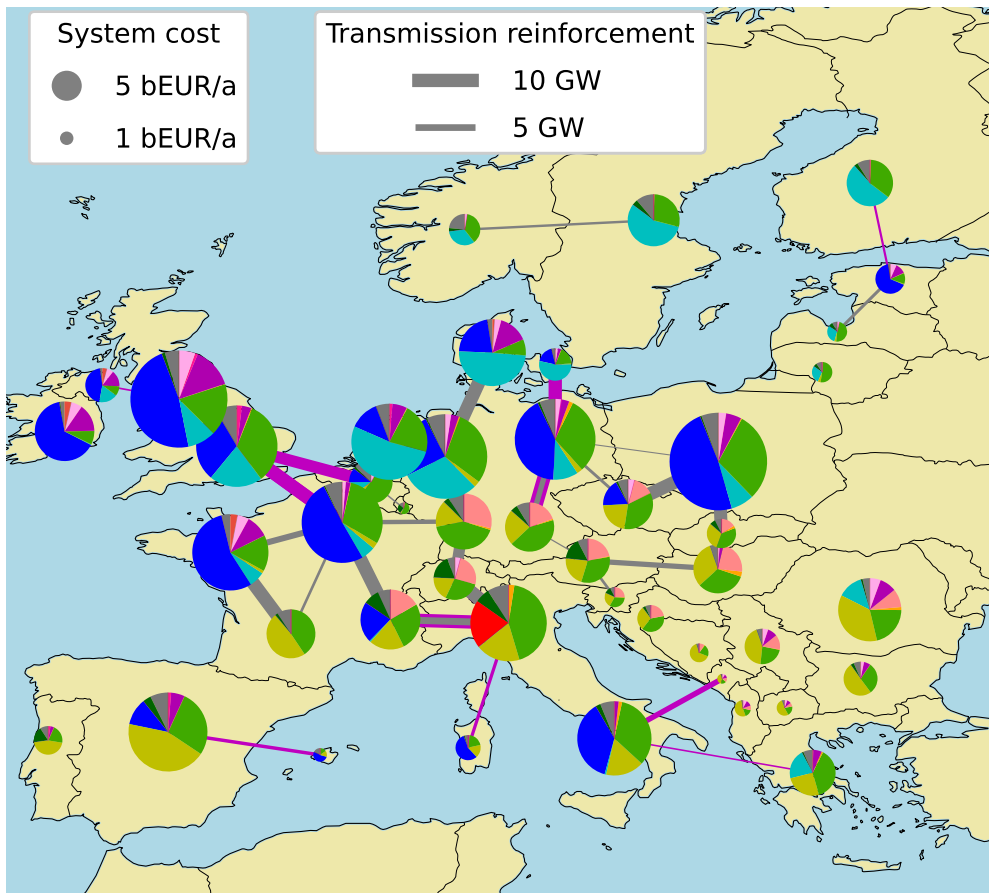 System cost
5 bEUR/a
1 bEUR/a
Transmission reinforcement
10 GW
5 GW